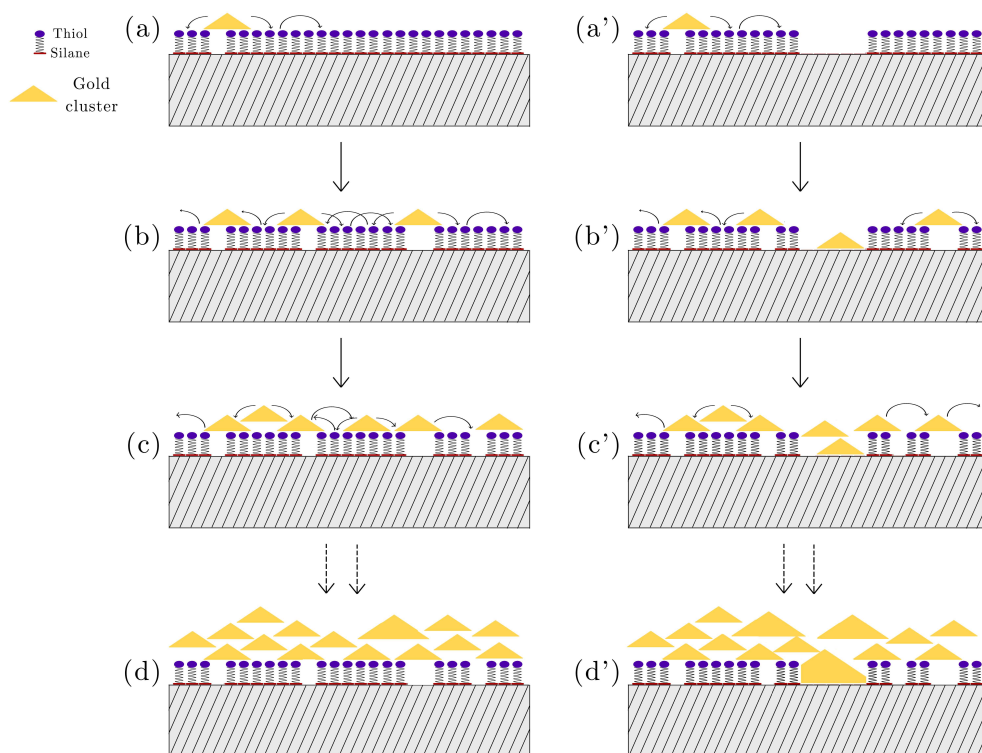 Thiol
Silane
Gold
cluster
(a)
(a')
(b)
(b')
(c)
(c')
(d)
(d')